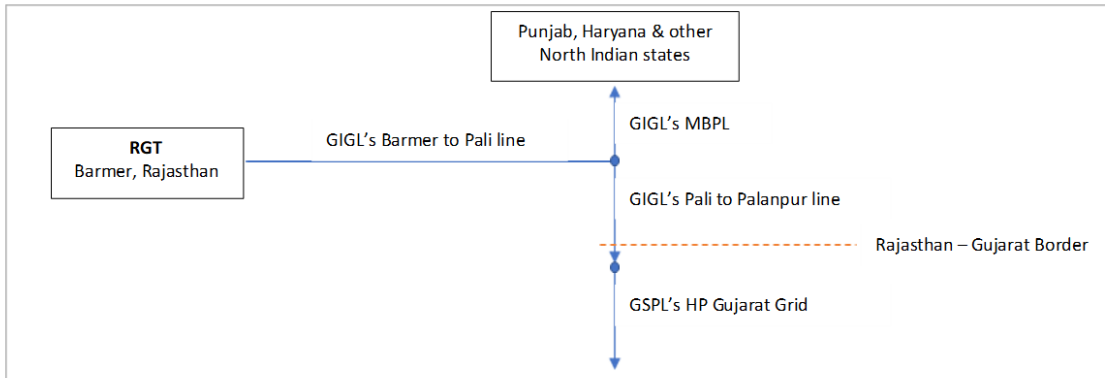 Punjab, Haryana & other
North Indian states
GIGL's MBPL
RGT
Barmer, Rajasthan
GIGL's Barmer to Pali line
GIGL's Pali to Palanpur line
Rajasthan – Gujarat Border
GSPL's HP Gujarat Grid